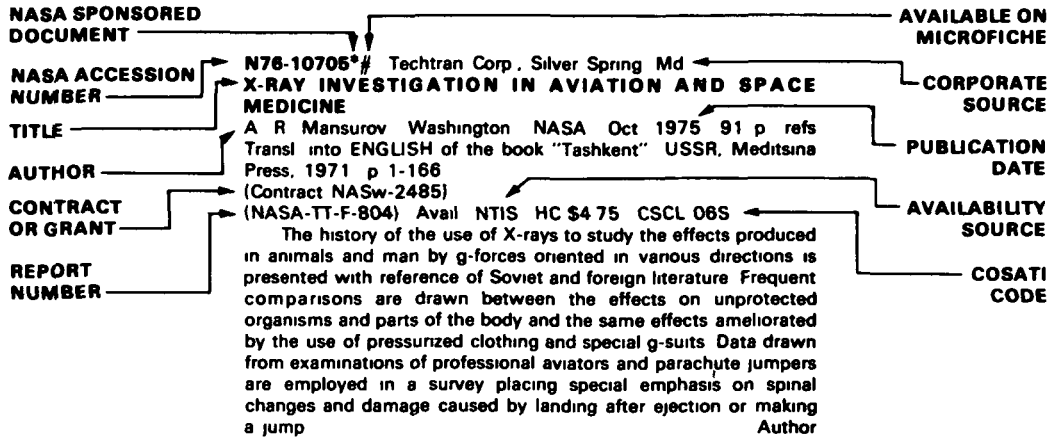 NASA SPONSORED
DOCUMENT
NASA ACCESSION
NUMBER
TITLE
AUTHOR
CONTRACT
OR GRANT
REPORT
NUMBER
N76-10705*# Techtran Corp, Silver Spring Md
X-RAY INVESTIGATION IN AVIATION AND SPACE
MEDICINE
A R Mansurov Washington NASA Oct 1975 91 p refs
Transl into ENGLISH of the book "Tashkent" USSR, Meditsina
Press, 1971 p 1-166
(Contract NASw-2485)
(NASA-TT-F-804) Avail NTIS HC $4 75 CSCL 06S
The history of the use of X-rays to study the effects produced
in animals and man by g-forces oriented in various directions is
presented with reference of Soviet and foreign literature Frequent
comparisons are drawn between the effects on unprotected
organisms and parts of the body and the same effects ameliorated
by the use of pressurized clothing and special g-suits Data drawn
from examinations of professional aviators and parachute jumpers
are employed in a survey placing special emphasis on spinal
changes and damage caused by landing after ejection or making
a jump Author
AVAILABLE ON
MICROFICHE
CORPORATE
SOURCE
PUBLICATION
DATE
AVAILABILITY
SOURCE
COSATI
CODE